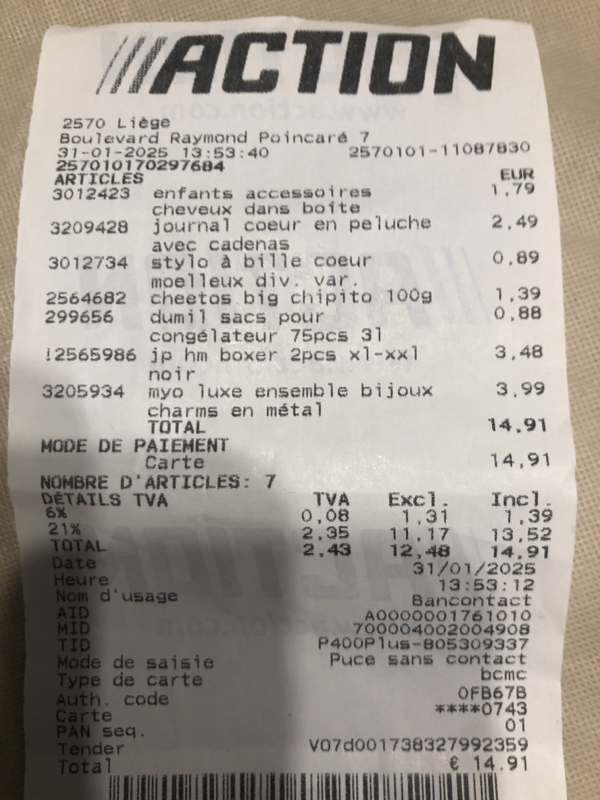 ACTION
2570 Liège
Boulevard Raymond Poincaré 7
31-01-2025 13:53:40 2570101-11087830
257010170297684
ARTICLES EUR
3012423 enfants accessoires 1,79
cheveux dans boite
3209428 journal coeur en peluche 2,49
avec cadenas
3012734 stylo à bille coeur 0,89
moelleux div. var.
2564682 cheetos big chipito 100g 1,39
299656 dumil sacs pour 0,88
congélateur 75pcs 3l
!2565986 jp hm boxer 2pcs xl-xxl 3,48
noir
3205934 myo luxe ensemble bijoux 3,99
charms en métal
TOTAL 14,91
MODE DE PAIEMENT
Carte 14,91
NOMBRE D'ARTICLES: 7
DÉTAILS TVA TVA Excl. Incl.
6% 0,08 1,31 1,39
21% 2,35 11,17 13,52
TOTAL 2,43 12,48 14,91
Date 31/01/2025
Heure 13:53:12
Nom d'usage Bancontact
AID A0000001761010
MID 700004002004908
TID P400Plus-805309337
Mode de saisie Puce sans contact
Type de carte bcmc
Auth. code 0FB67B
Carte ****0743
PAN seq. 01
Tender V07d001738327992359
Total € 14.91